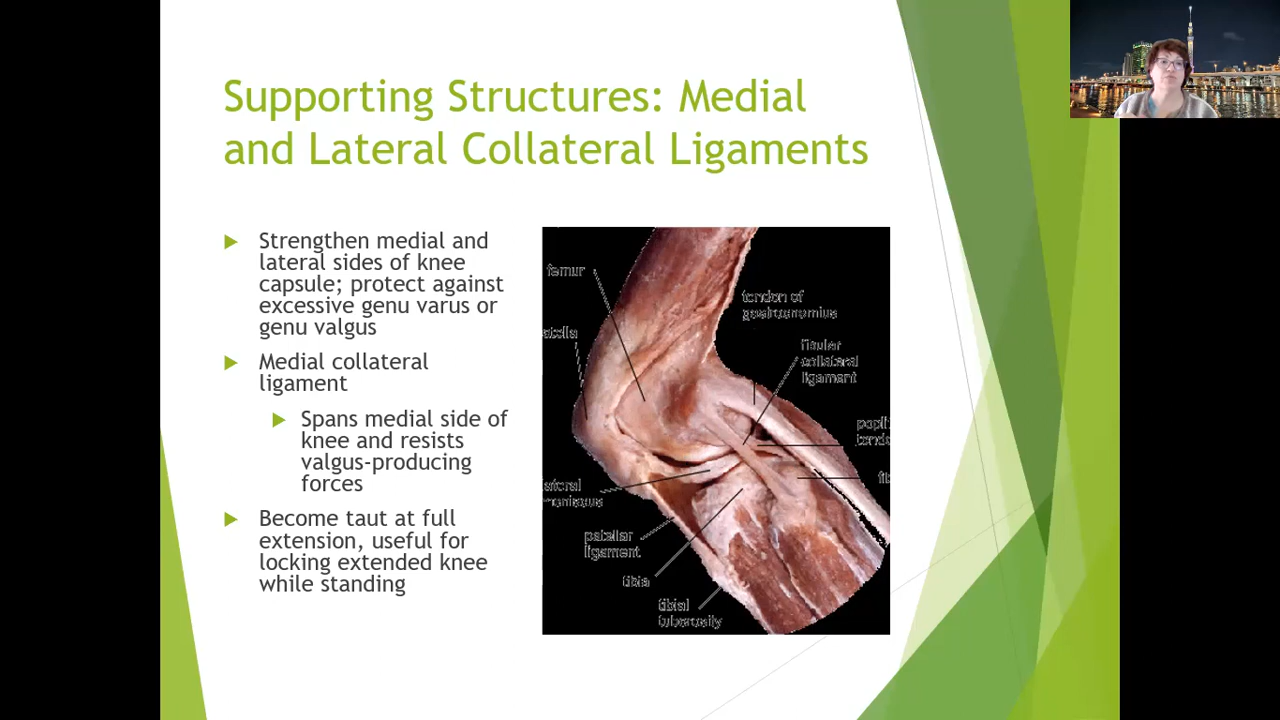 Supporting Structures: Medial
and Lateral Collateral Ligaments
Strengthen medial and
lateral sides of knee
capsule; protect against
excessive genu varus or
genu valgus
Medial collateral
ligament
Spans medial side of
knee and resists
valgus-producing
forces
Become taut at full
extension, useful for
locking extended knee
while standing
femur
tendon of
collateral
ligament
patellar
ligament
tibia
tibial
tuberosity